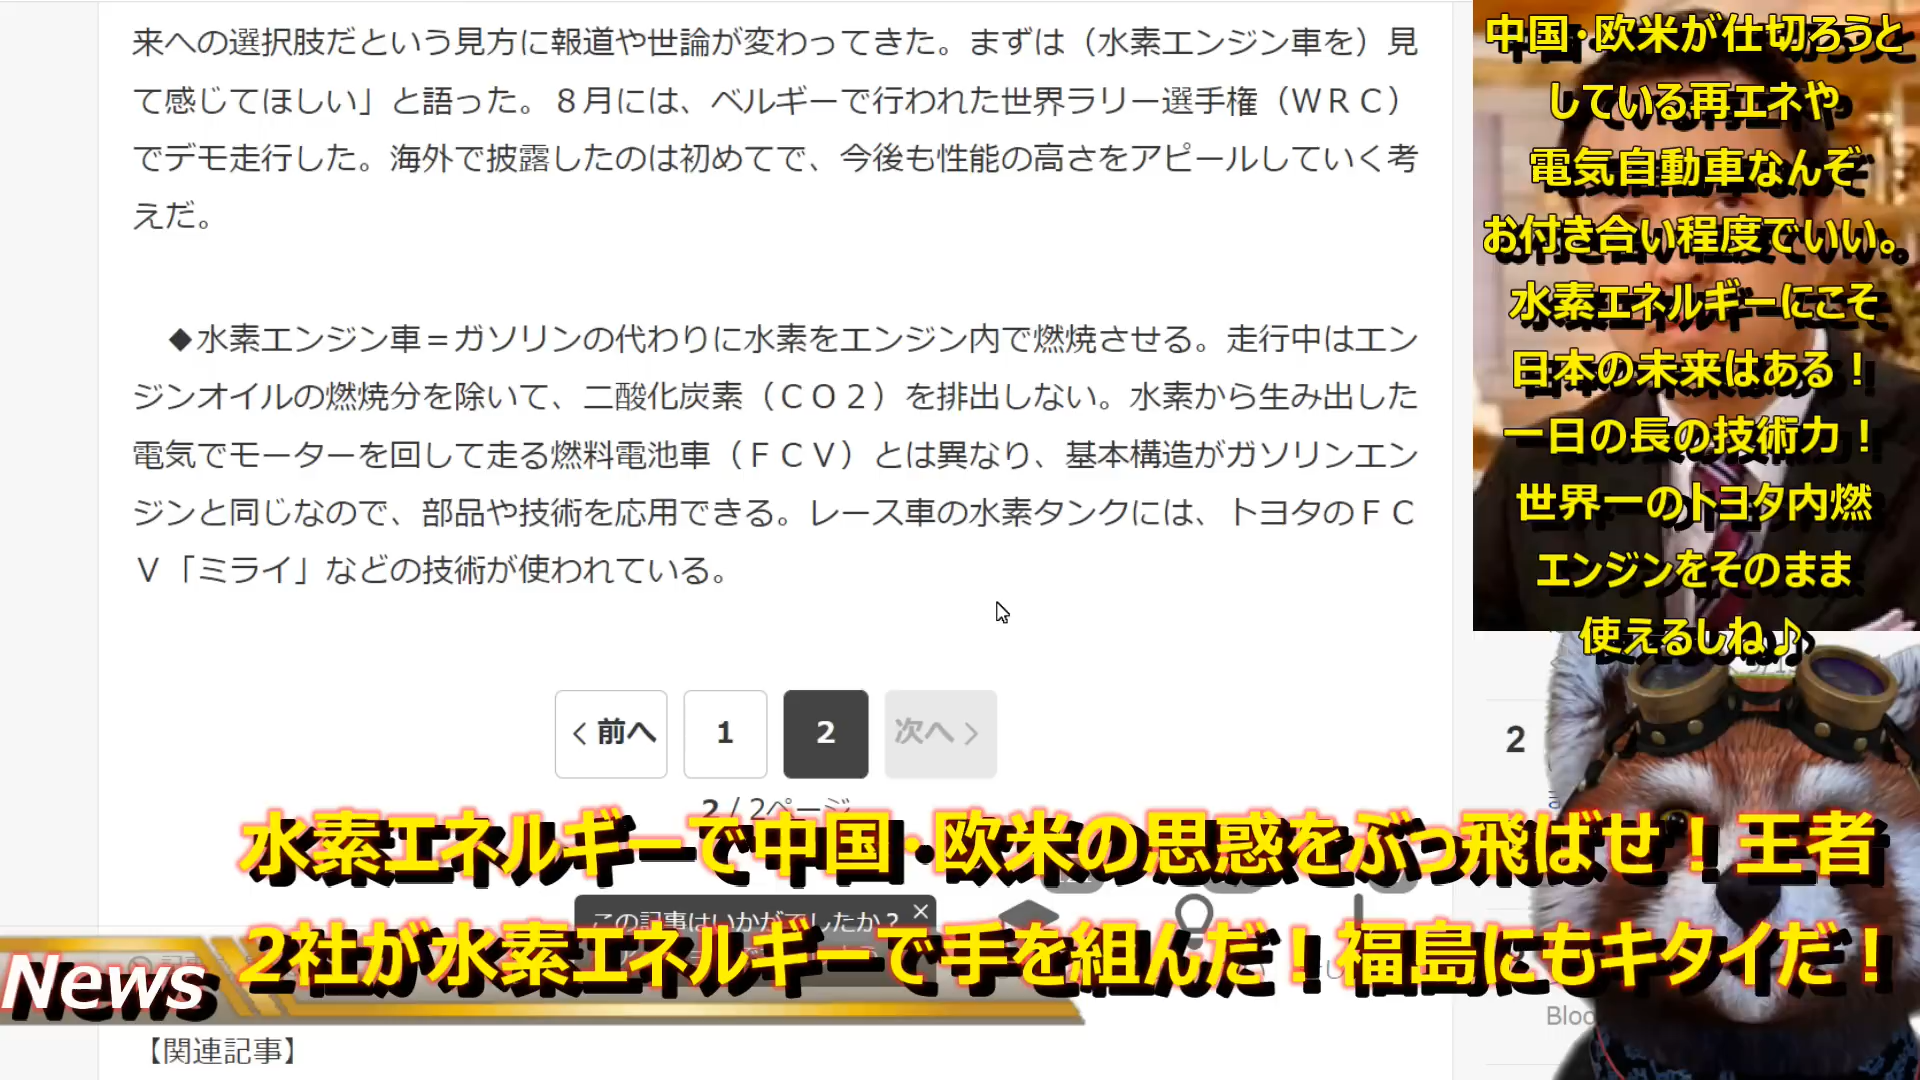 来への選択肢だという見方に報道や世論が変わってきた。まずは（水素エンジン車を）見
て感じてほしい」と語った。８月には、ベルギーで行われた世界ラリー選手権（ＷＲＣ）
でデモ走行した。海外で披露したのは初めてで、今後も性能の高さをアピールしていく考
えだ。
◆水素エンジン車＝ガソリンの代わりに水素をエンジン内で燃焼させる。走行中はエン
ジンオイルの燃焼分を除いて、二酸化炭素（ＣＯ２）を排出しない。水素から生み出した
電気でモーターを回して走る燃料電池車（ＦＣＶ）とは異なり、基本構造がガソリンエン
ジンと同じなので、部品や技術を応用できる。レース車の水素タンクには、トヨタのＦＣ
Ｖ「ミライ」などの技術が使われている。
前へ 1 2 次へ
2 / 2ページ
この記事はいかがでしたか？
【関連記事】
中国・欧米が仕切ろうと
している再エネや
電気自動車なんぞ
お付き合い程度でいい。
水素エネルギーにこそ
日本の未来はある！
一日の長の技術力！
世界一のトヨタ内燃
エンジンをそのまま
使えるしね♪
2
水素エネルギーで中国・欧米の思惑をぶっ飛ばせ！王者
2社が水素エネルギーで手を組んだ！福島にもキタイだ！
News